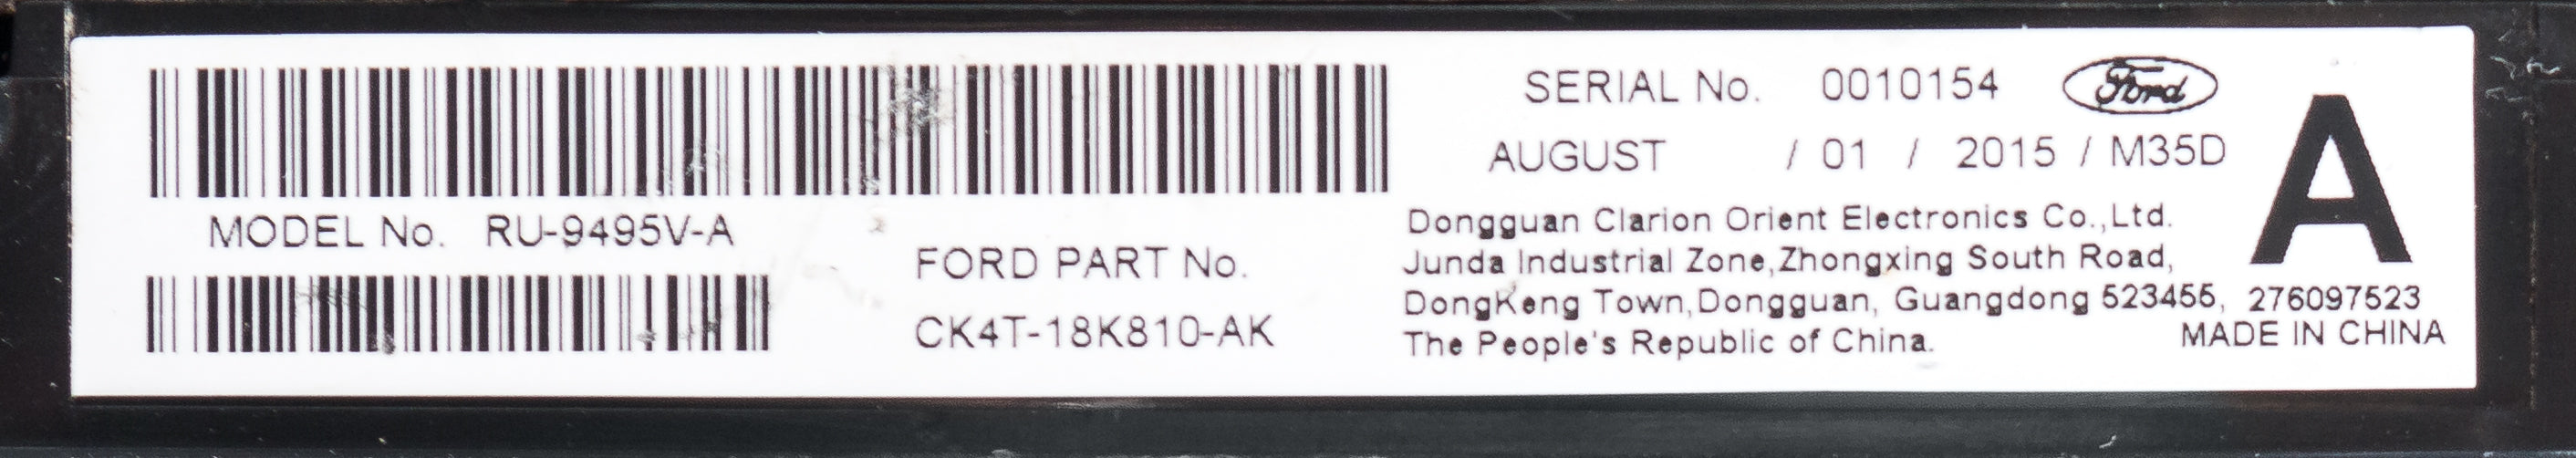 SERIAL No. 0010154 Ford
AUGUST / 01 / 2015 / M35D
A
MODEL No. RU-9495V-A
FORD PART No.
CK4T-18K810-AK
Dongguan Clarion Orient Electronics Co.,Ltd.
Junda Industrial Zone,Zhongxing South Road,
DongKeng Town,Dongguan, Guangdong 523455, 276097523
The People's Republic of China.
MADE IN CHINA